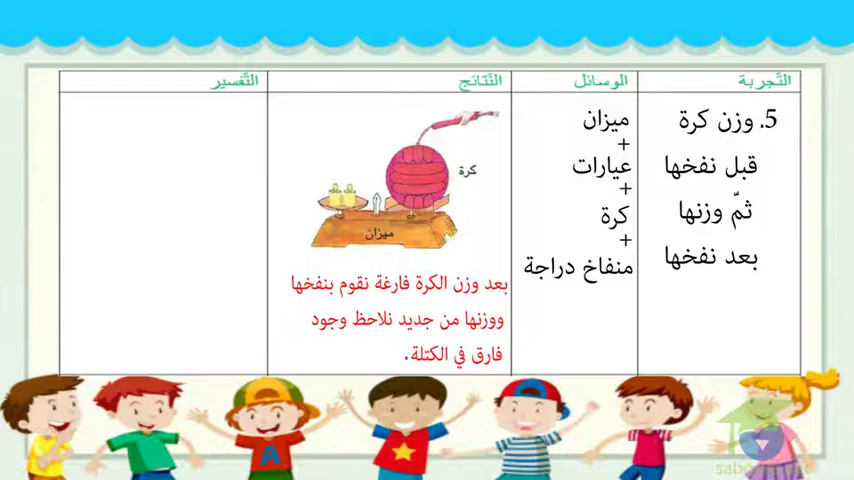 التّجربة
الوسائل
النّتائج
التّفسير
5. وزن كرة
قبل نفخها
ثمّ وزنها
بعد نفخها
ميزان
+
عيارات
+
كرة
+
منفاخ دراجة
كرة
ميزان
بعد وزن الكرة فارغة نقوم بنفخها
ووزنها من جديد نلاحظ وجود
فارق في الكتلة.
A